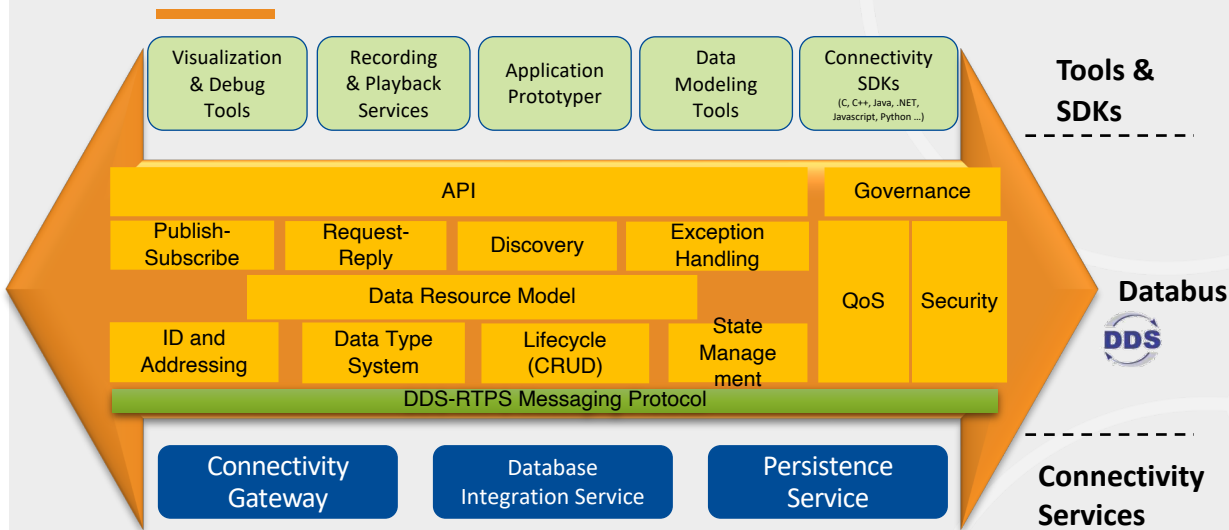 Visualization
& Debug
Tools
Recording
& Playback
Services
Application
Prototyper
Data
Modeling
Tools
Connectivity
SDKs
(C, C++, Java, .NET,
Javascript, Python ...)
Tools &
SDKs
API
Governance
Publish-
Subscribe
Request-
Reply
Discovery
Exception
Handling
Data Resource Model
QoS
Security
Databus
DDS
ID and
Addressing
Data Type
System
Lifecycle
(CRUD)
State
Manage
ment
DDS-RTPS Messaging Protocol
Connectivity
Gateway
Database
Integration Service
Persistence
Service
Connectivity
Services